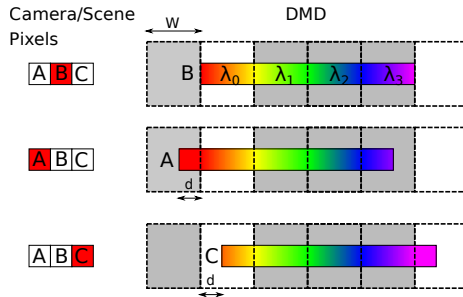 Camera/Scene
Pixels
W
DMD
A B C
B λ₀ λ₁ λ₂ λ₃
A B C
A
d
A B C
C
d